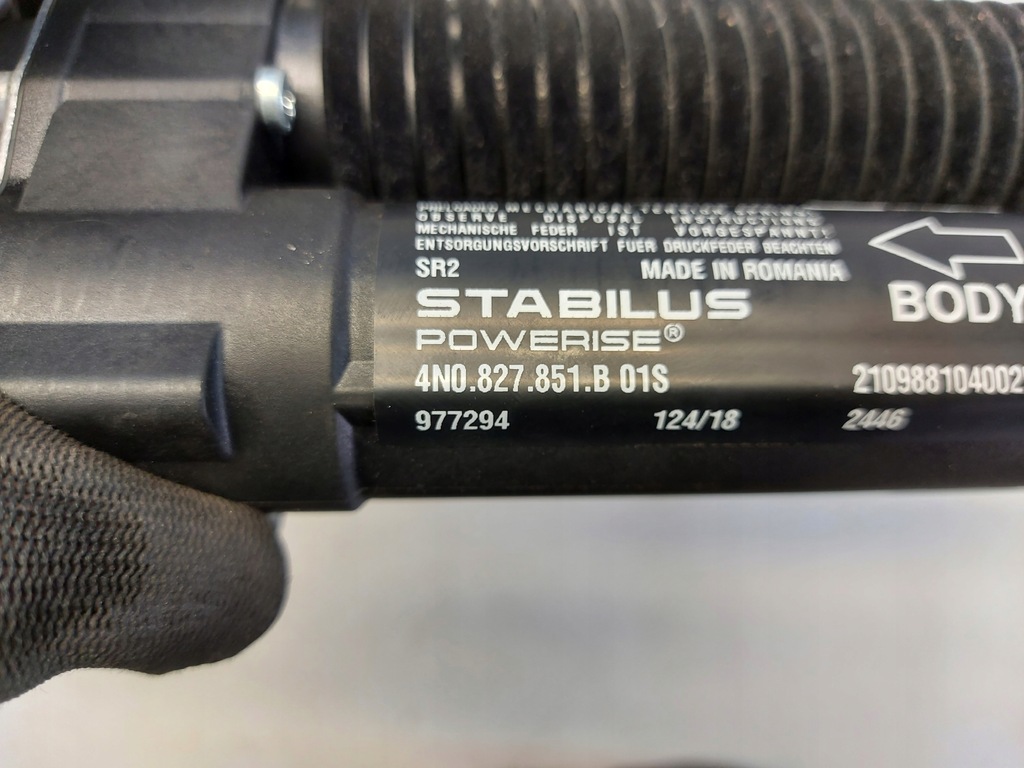 OBSERVE DISPOSAL INSTRUCTIONS
MECHANISCHE FEDER IST VORGESPANNT!
ENTSORGUNGSVORSCHRIFT FUER DRUCKFEDER BEACHTEN
SR2 MADE IN ROMANIA
STABILUS
POWERISE®
BODY
4N0.827.851.B 01S
977294 124/18 2446